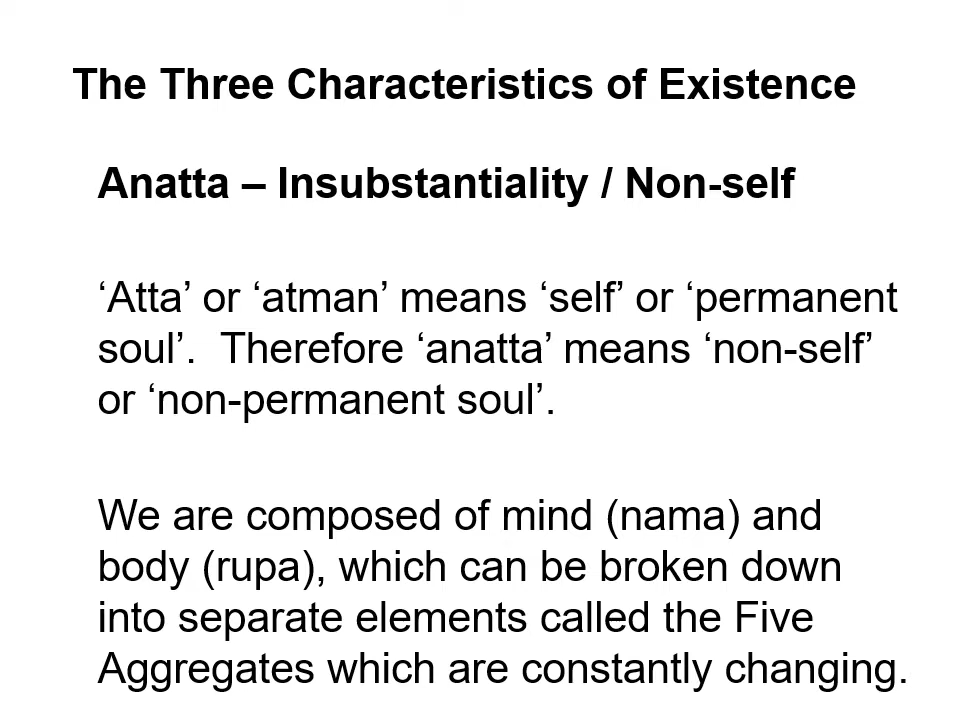 The Three Characteristics of Existence
Anatta – Insubstantiality / Non-self
‘Atta’ or ‘atman’ means ‘self’ or ‘permanent
soul’.  Therefore ‘anatta’ means ‘non-self’
or ‘non-permanent soul’.
We are composed of mind (nama) and
body (rupa), which can be broken down
into separate elements called the Five
Aggregates which are constantly changing.